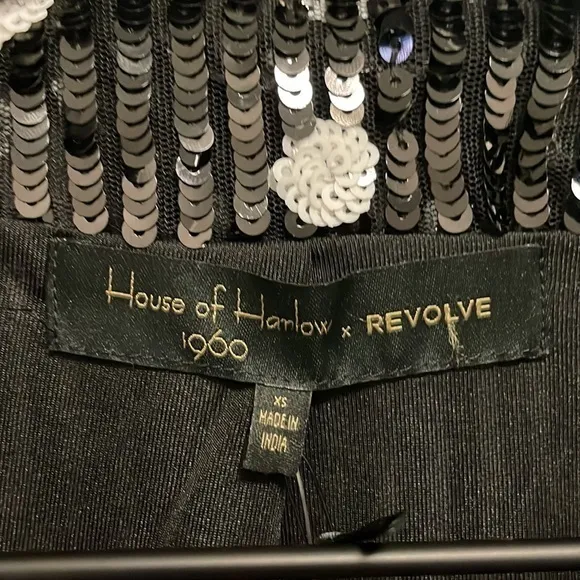 House of Harlow × REVOLVE
1960
XS
MADE IN
INDIA